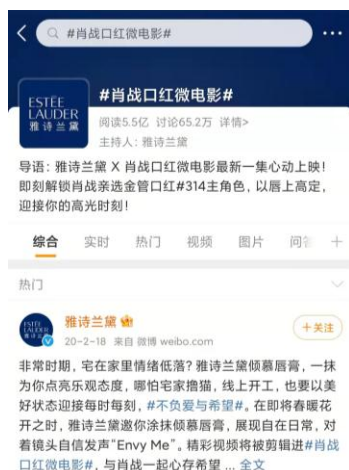 #肖战口红微电影#
ESTĒE
LAUDER
雅诗兰黛
#肖战口红微电影#
阅读5.5亿 讨论65.2万 详情>
主持人：雅诗兰黛
导语：雅诗兰黛 X 肖战口红微电影最新一集心动上映！
即刻解锁肖战亲选金管口红#314主角色，以唇上高定，
迎接你的高光时刻！
综合 实时 热门 视频 图片 问答
热门
雅诗兰黛
+关注
20-2-18 来自 微博 weibo.com
非常时期，宅在家里情绪低落？雅诗兰黛倾慕唇膏，一抹
为你点亮乐观态度，哪怕宅家撸猫，线上开工，也要以美
好状态迎接每时每刻，#不负爱与希望#。在即将春暖花
开之时，雅诗兰黛邀你涂抹倾慕唇膏，展现自在日常，对
着镜头自信发声“Envy Me”。精彩视频将被剪辑进#肖战
口红微电影#，与肖战一起心存希望 ... 全文